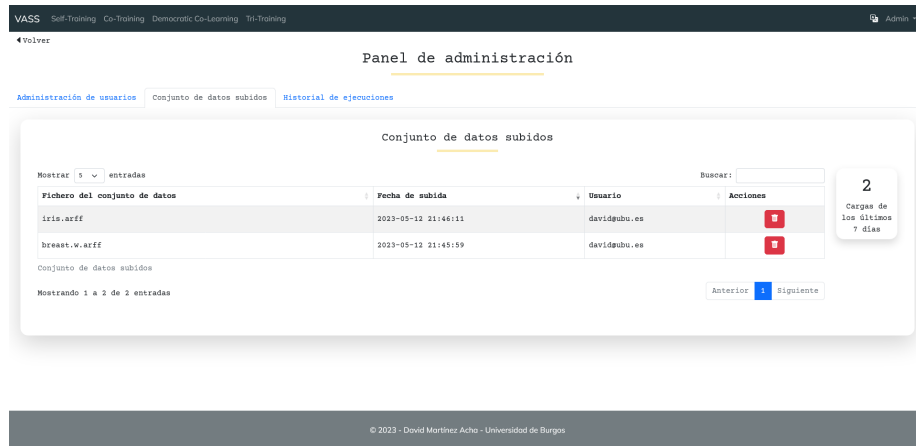 VASS Self-Training Co-Training Democratic Co-Learning Tri-Training Admin
Volver
Panel de administración
Administración de usuarios Conjunto de datos subidos Historial de ejecuciones
Conjunto de datos subidos
Mostrar 5 entradas Buscar:
Fichero del conjunto de datos Fecha de subida Usuario Acciones
iris.arff 2023-05-12 21:46:11 david@ubu.es
breast.w.arff 2023-05-12 21:45:59 david@ubu.es
Conjunto de datos subidos
Mostrando 1 a 2 de 2 entradas Anterior 1 Siguiente
2
Cargas de
los últimos
7 días
© 2023 - David Martínez Acha - Universidad de Burgos